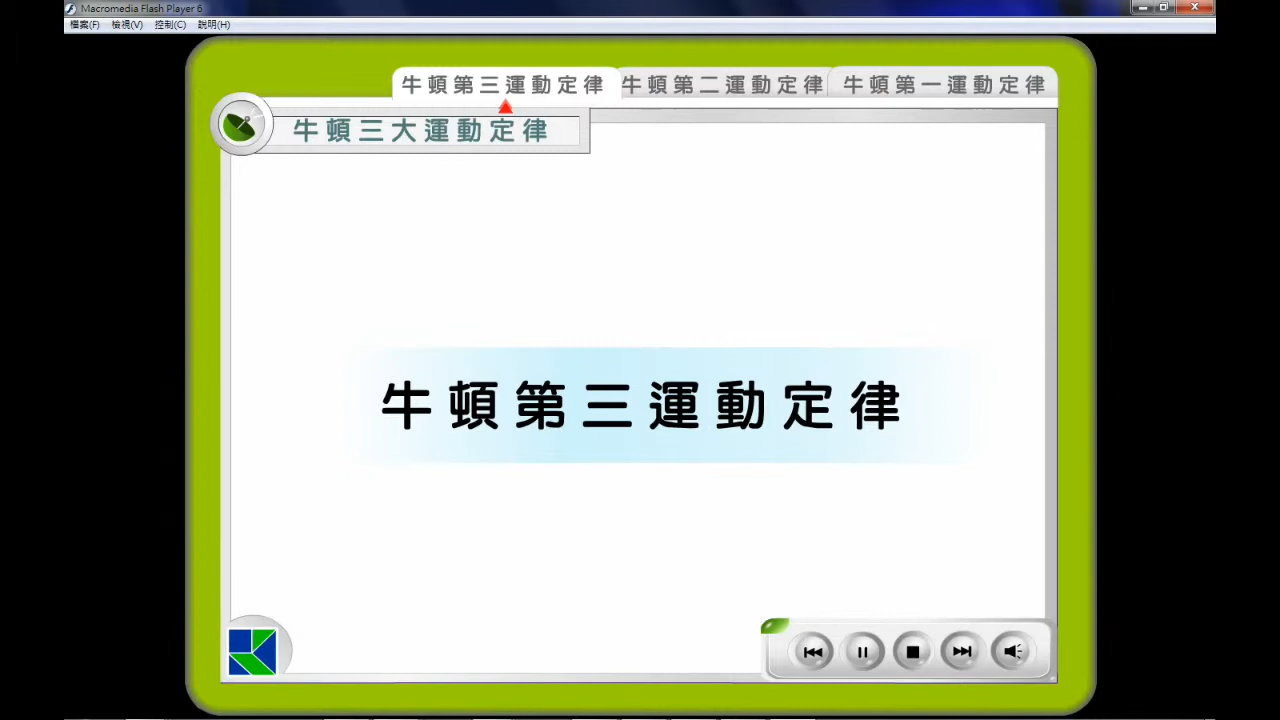 Macromedia Flash Player 6
檔案(F) 檢視(V) 控制(C) 說明(H)
牛頓第三運動定律 牛頓第二運動定律 牛頓第一運動定律
牛頓三大運動定律
牛頓第三運動定律